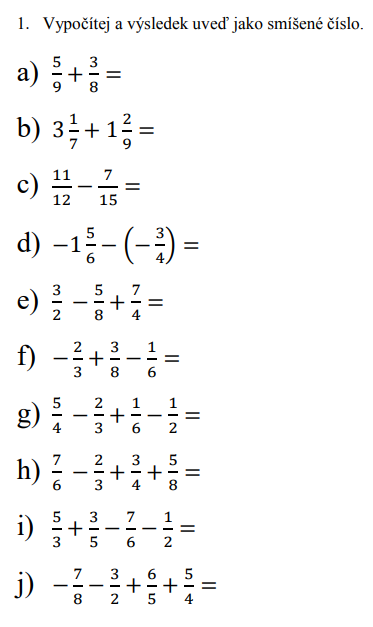 1. Vypočítej a výsledek uveď jako smíšené číslo.
a) 5/9 + 3/8 =
b) 3 1/7 + 1 2/9 =
c) 11/12 − 7/15 =
d) −1 5/6 − (−3/4) =
e) 3/2 − 5/8 + 7/4 =
f) −2/3 + 3/8 − 1/6 =
g) 5/4 − 2/3 + 1/6 − 1/2 =
h) 7/6 − 2/3 + 3/4 + 5/8 =
i) 5/3 + 3/5 − 7/6 − 1/2 =
j) −7/8 − 3/2 + 6/5 + 5/4 =